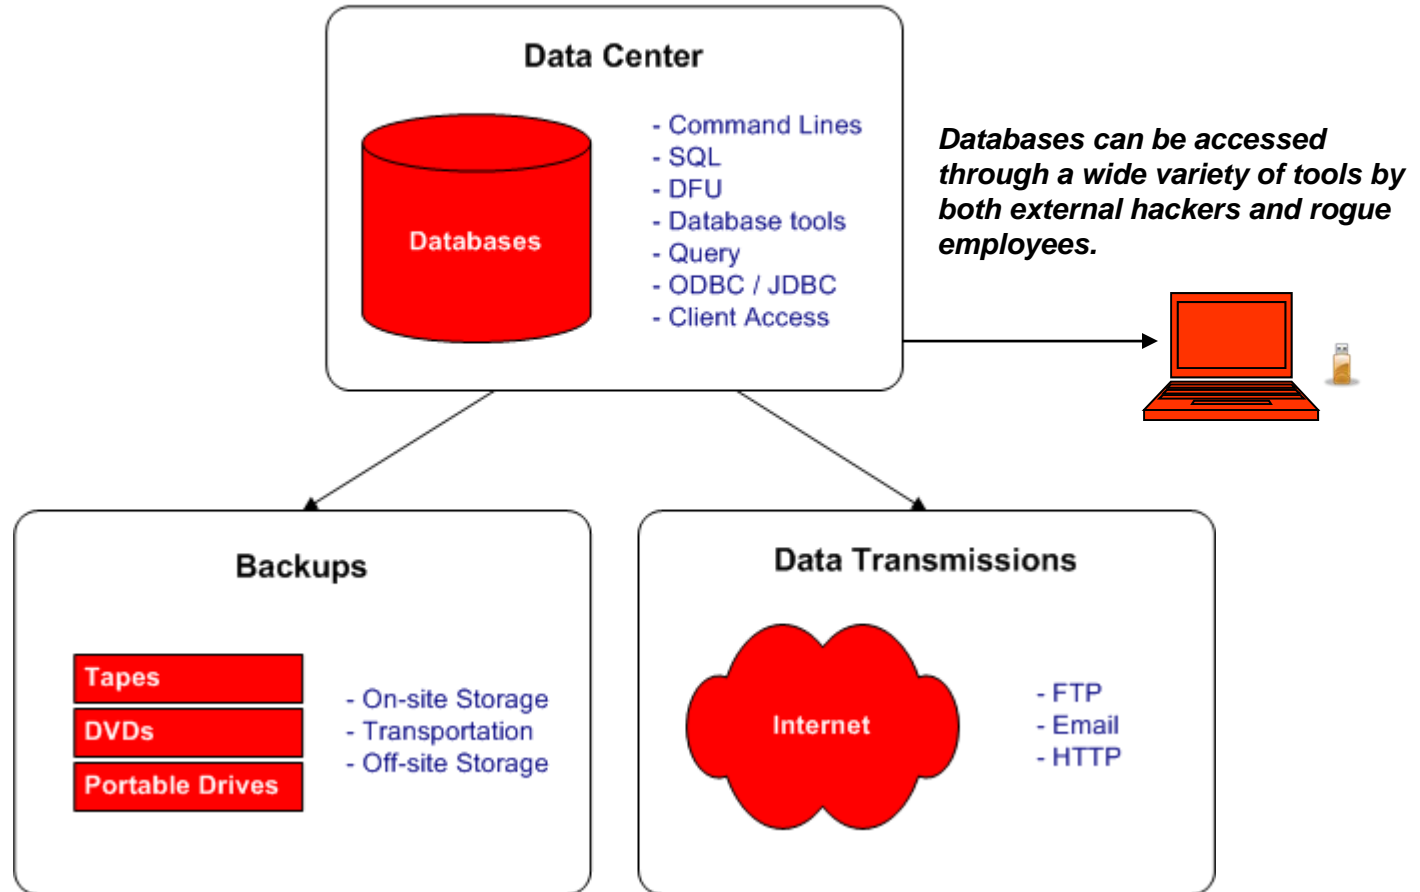 Data Center
Databases
- Command Lines
- SQL
- DFU
- Database tools
- Query
- ODBC / JDBC
- Client Access
Databases can be accessed
through a wide variety of tools by
both external hackers and rogue
employees.
Backups
Tapes
DVDs
Portable Drives
- On-site Storage
- Transportation
- Off-site Storage
Data Transmissions
Internet
- FTP
- Email
- HTTP